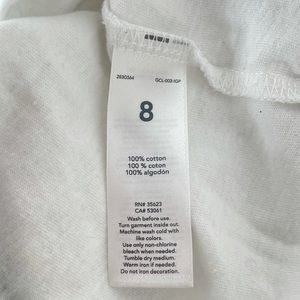 283G364 GCL-003-IGP
8
100% cotton
100 % coton
100% algodón
RN# 35623
CA# 53061
Wash before use.
Turn garment inside out.
Machine wash cold with
like colors.
Use only non-chlorine
bleach when needed.
Tumble dry medium.
Warm iron if needed.
Do not iron decoration.